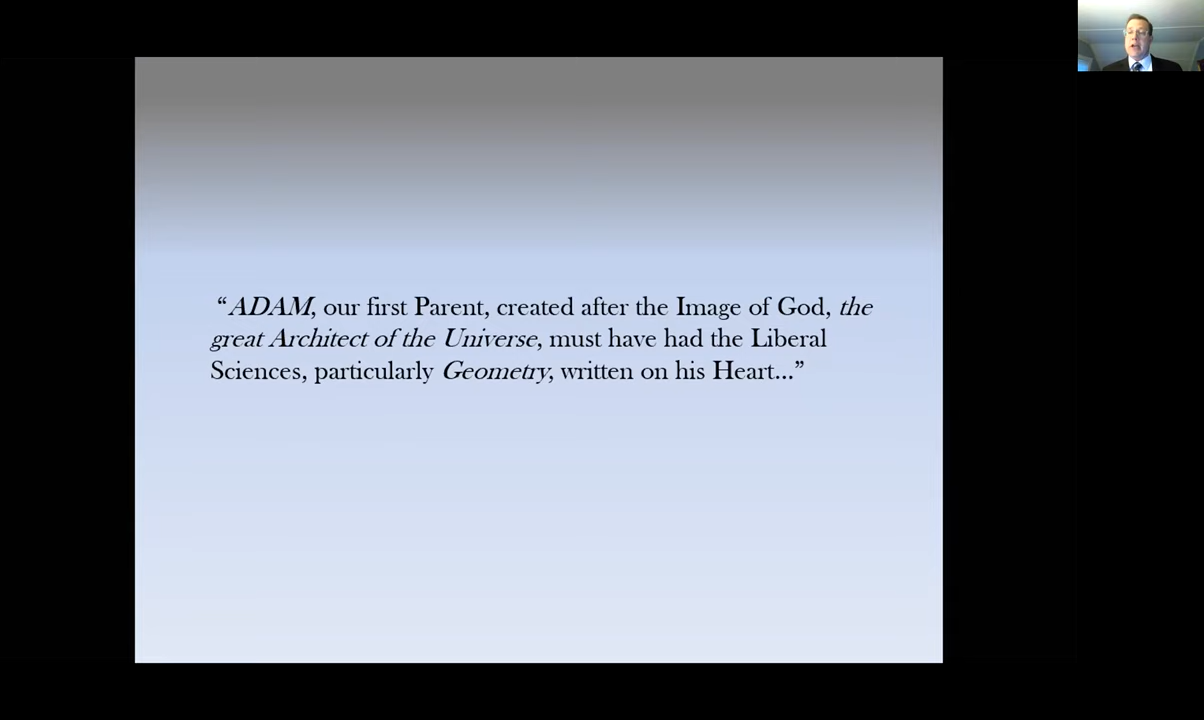 “ADAM, our first Parent, created after the Image of God, the
great Architect of the Universe, must have had the Liberal
Sciences, particularly Geometry, written on his Heart...”